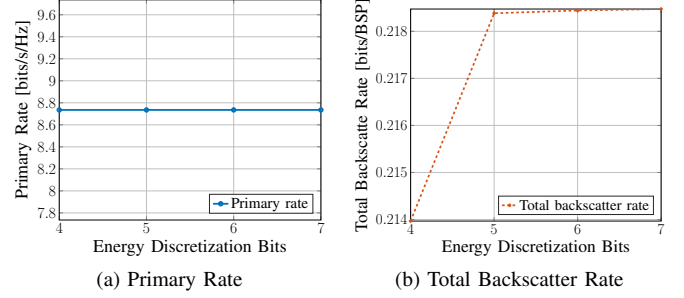 Primary Rate [bits/s/Hz]
9.6
9.4
9.2
9
8.8
8.6
8.4
8.2
8
7.8
4
5
6
7
Primary rate
Energy Discretization Bits
(a) Primary Rate
Total Backscatte Rate [bits/BSP]
0.218
0.217
0.216
0.215
0.214
4
5
6
7
Total backscatter rate
Energy Discretization Bits
(b) Total Backscatter Rate